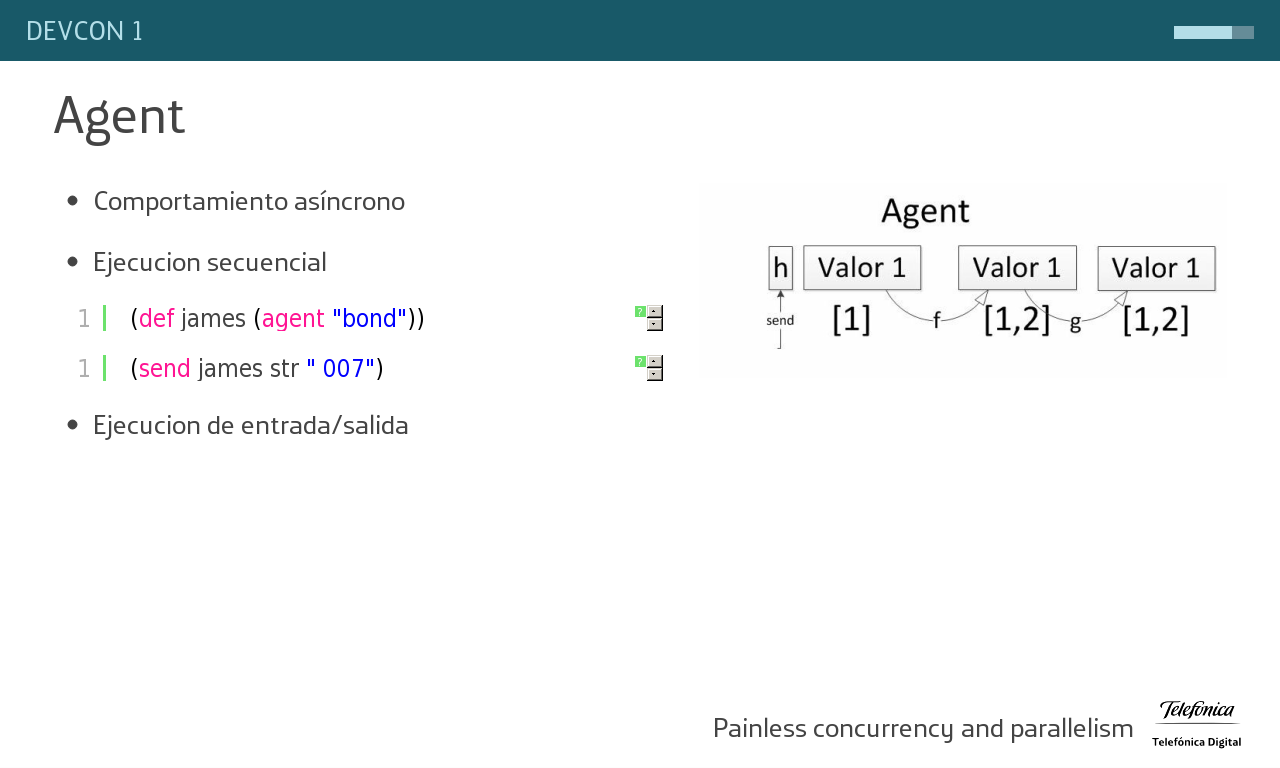 DEVCON 1
Agent
Comportamiento asíncrono
Ejecucion secuencial
1 (def james (agent "bond"))
?
1 (send james str " 007")
?
Ejecucion de entrada/salida
Agent
h Valor 1 Valor 1 Valor 1
send [1] f [1,2] g [1,2]
Painless concurrency and parallelism
Telefónica
Telefónica Digital